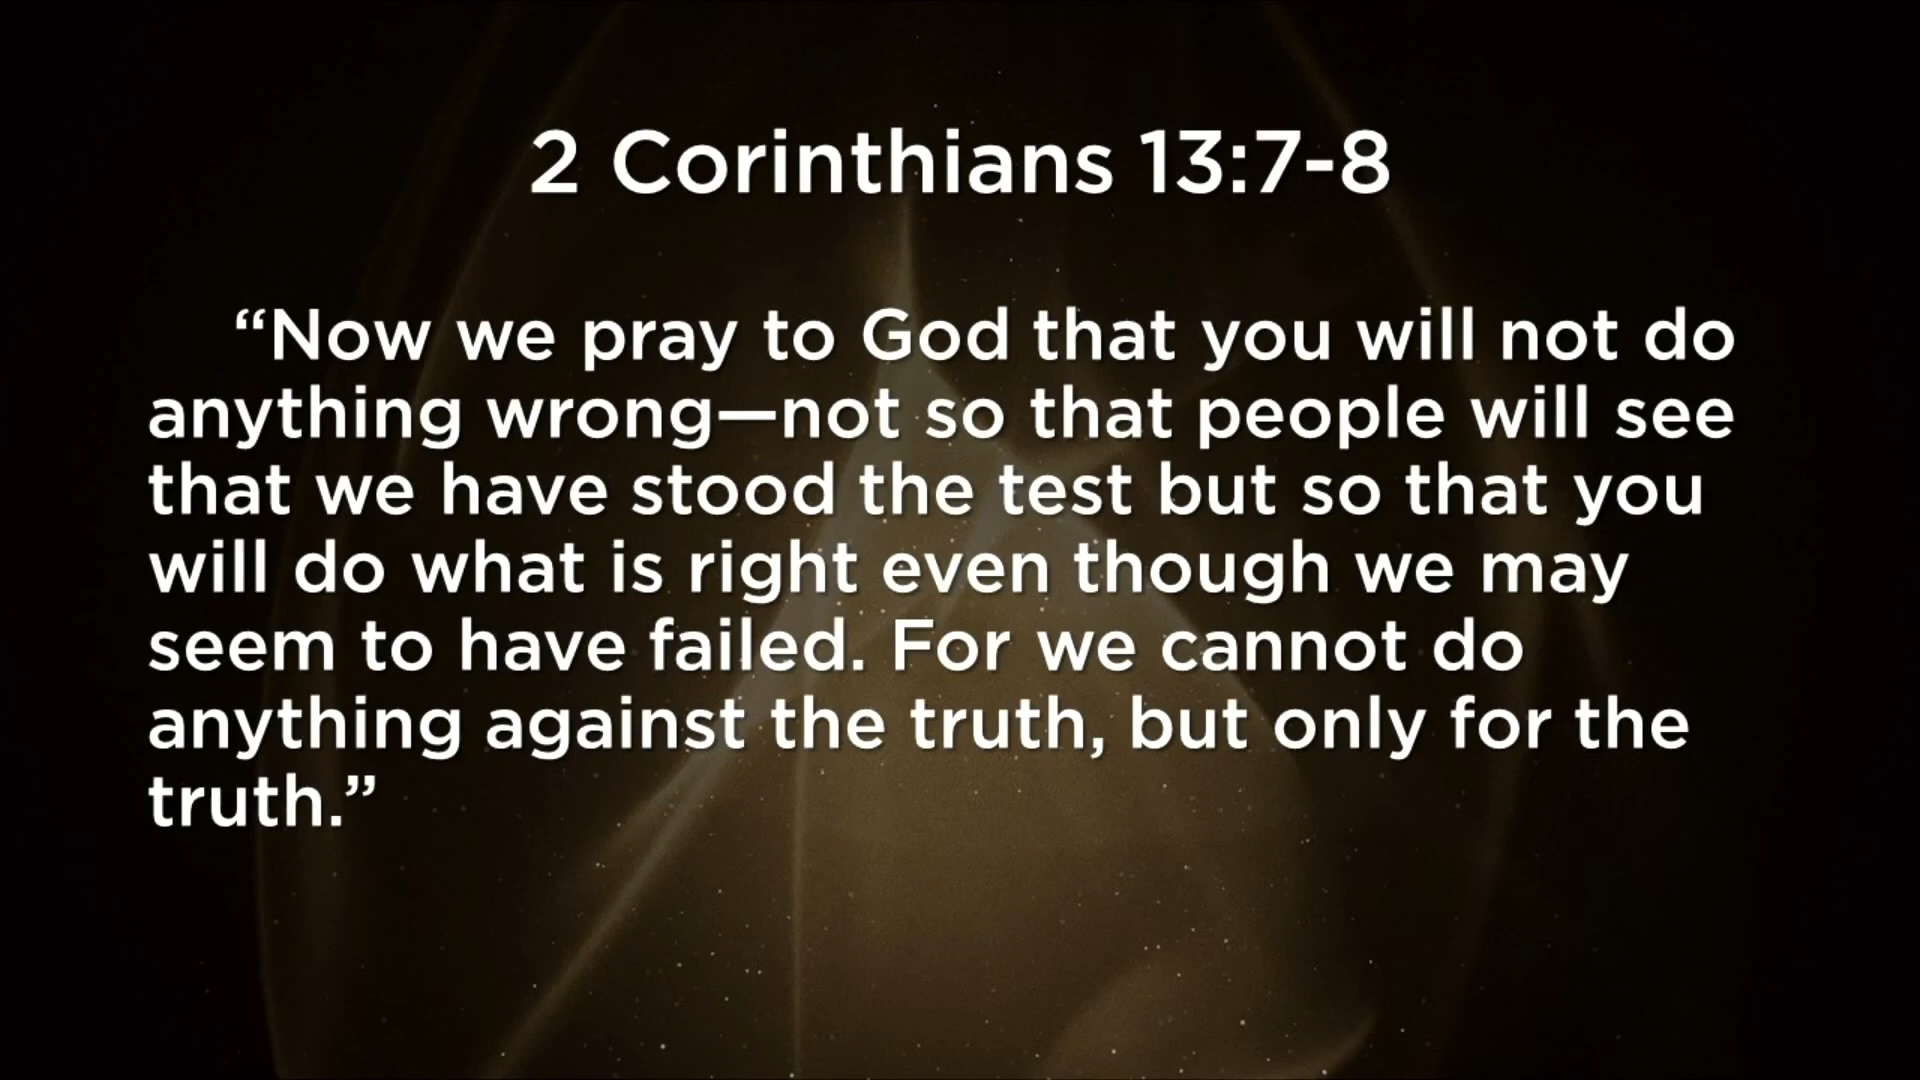 2 Corinthians 13:7-8
“Now we pray to God that you will not do
anything wrong—not so that people will see
that we have stood the test but so that you
will do what is right even though we may
seem to have failed. For we cannot do
anything against the truth, but only for the
truth.”